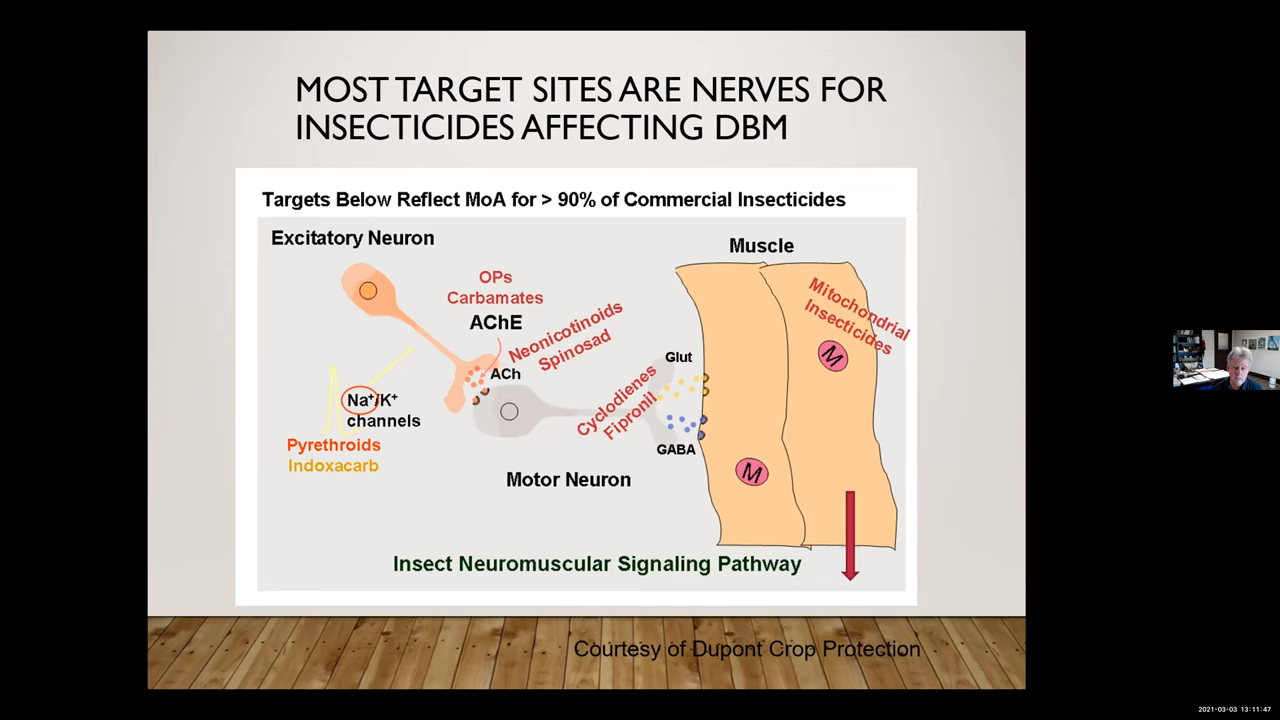 MOST TARGET SITES ARE NERVES FOR
INSECTICIDES AFFECTING DBM
Targets Below Reflect MoA for > 90% of Commercial Insecticides
Excitatory Neuron
Muscle
OPs
Carbamates
AChE
Neonicotinoids
Spinosad
Mitochondrial
Insecticides
M
Glut
ACh
Cyclodienes
Fipronil
Na⁺/K⁺
channels
Pyrethroids
Indoxacarb
GABA
M
Motor Neuron
Insect Neuromuscular Signaling Pathway
Courtesy of Dupont Crop Protection
2021-03-03 13:11:47